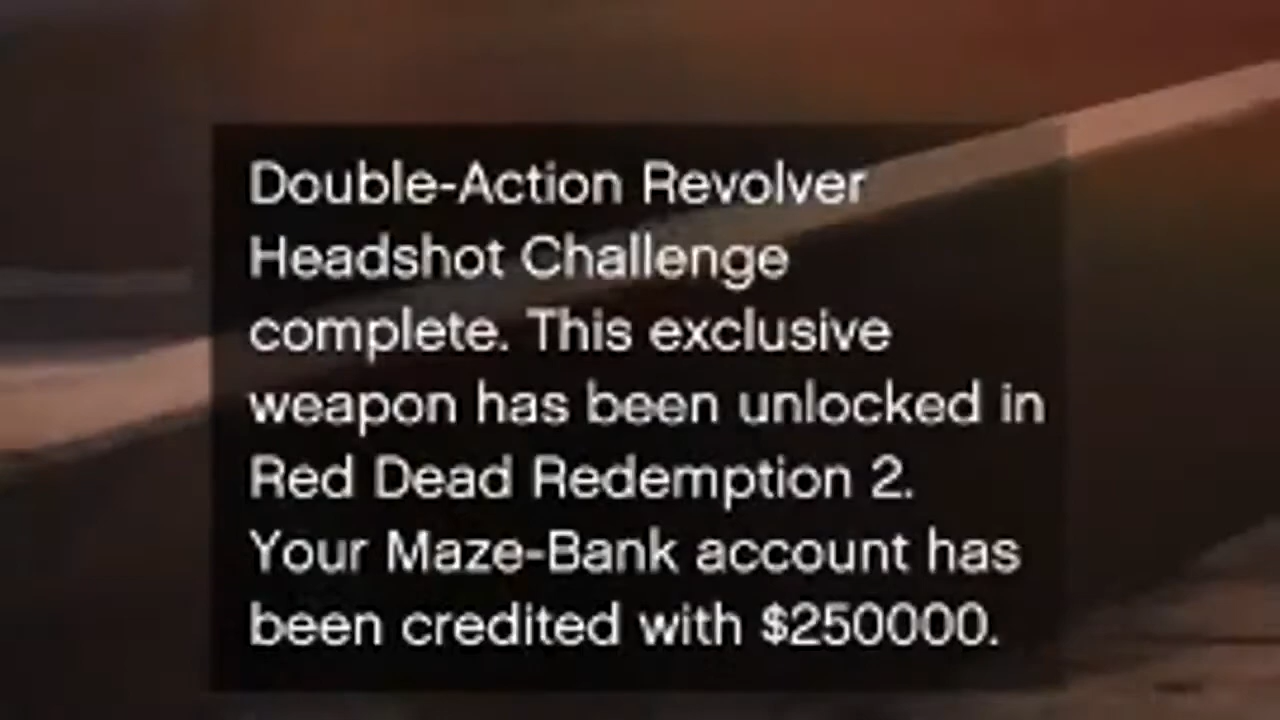 Double-Action Revolver
Headshot Challenge
complete. This exclusive
weapon has been unlocked in
Red Dead Redemption 2.
Your Maze-Bank account has
been credited with $250000.